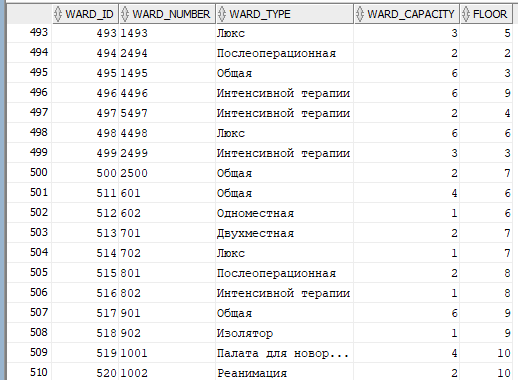 WARD_ID WARD_NUMBER WARD_TYPE WARD_CAPACITY FLOOR
493 493 1493 Люкс 3 5
494 494 2494 Послеоперационная 2 2
495 495 1495 Общая 6 3
496 496 4496 Интенсивной терапии 6 9
497 497 5497 Интенсивной терапии 2 4
498 498 4498 Люкс 6 6
499 499 2499 Интенсивной терапии 3 3
500 500 2500 Общая 2 7
501 511 601 Общая 4 6
502 512 602 Одноместная 1 6
503 513 701 Двухместная 2 7
504 514 702 Люкс 1 7
505 515 801 Послеоперационная 2 8
506 516 802 Интенсивной терапии 1 8
507 517 901 Общая 6 9
508 518 902 Изолятор 1 9
509 519 1001 Палата для новор... 4 10
510 520 1002 Реанимация 2 10